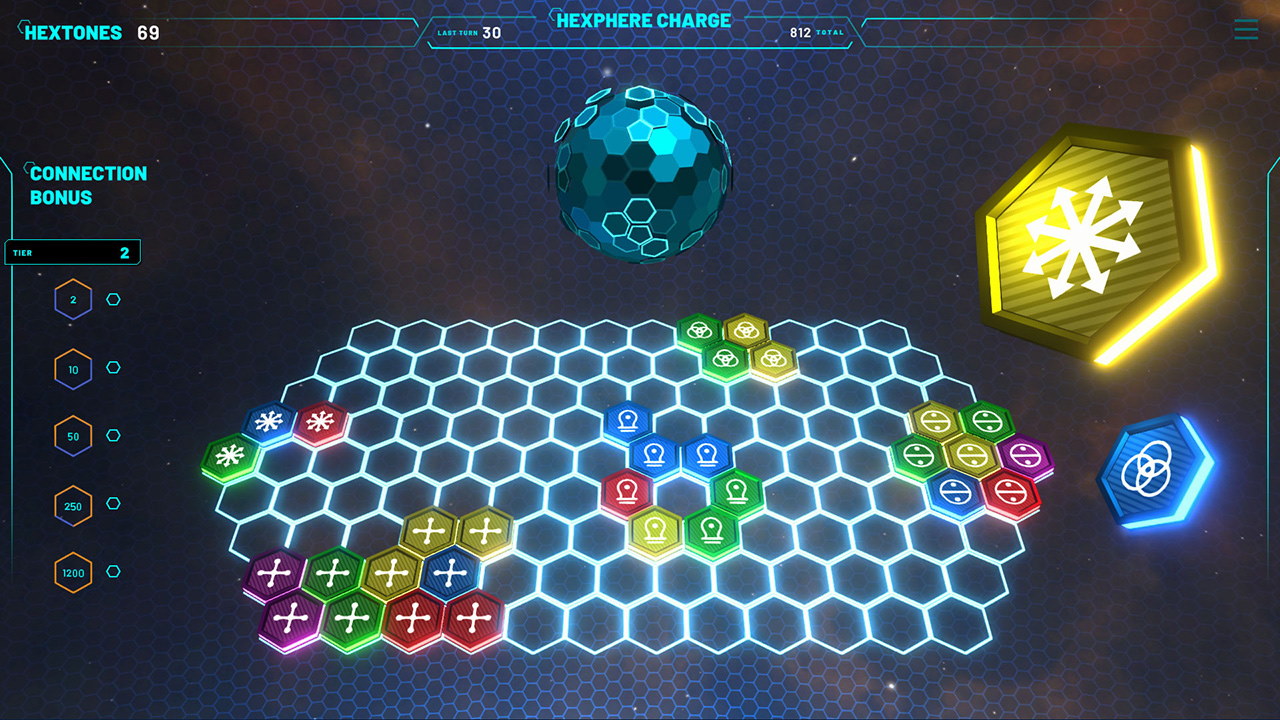 HEXTONES 69
LAST TURN 30
HEXPHERE CHARGE
812 TOTAL
CONNECTION
BONUS
TIER 2
2
10
50
250
1200